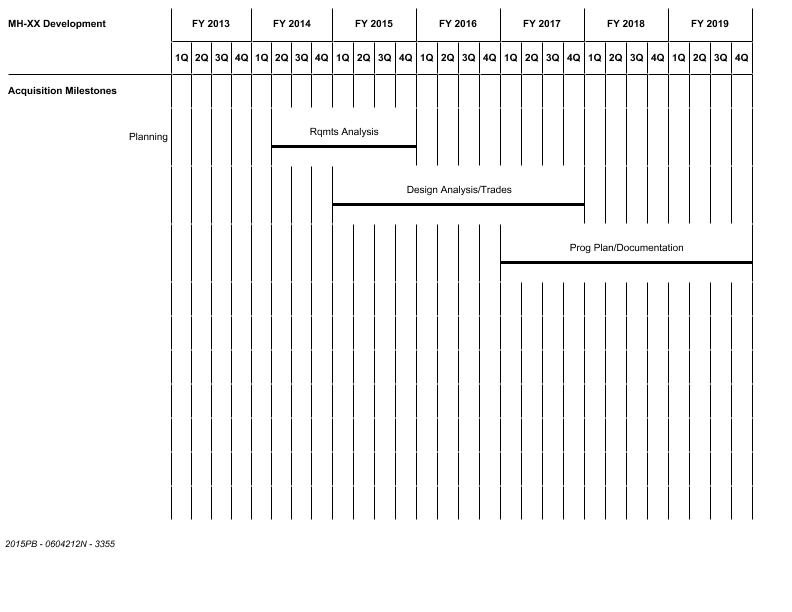 MH-XX Development FY 2013 FY 2014 FY 2015 FY 2016 FY 2017 FY 2018 FY 2019
1Q 2Q 3Q 4Q 1Q 2Q 3Q 4Q 1Q 2Q 3Q 4Q 1Q 2Q 3Q 4Q 1Q 2Q 3Q 4Q 1Q 2Q 3Q 4Q 1Q 2Q 3Q 4Q
Acquisition Milestones
Rqmts Analysis
Planning
Design Analysis/Trades
Prog Plan/Documentation
2015PB - 0604212N - 3355